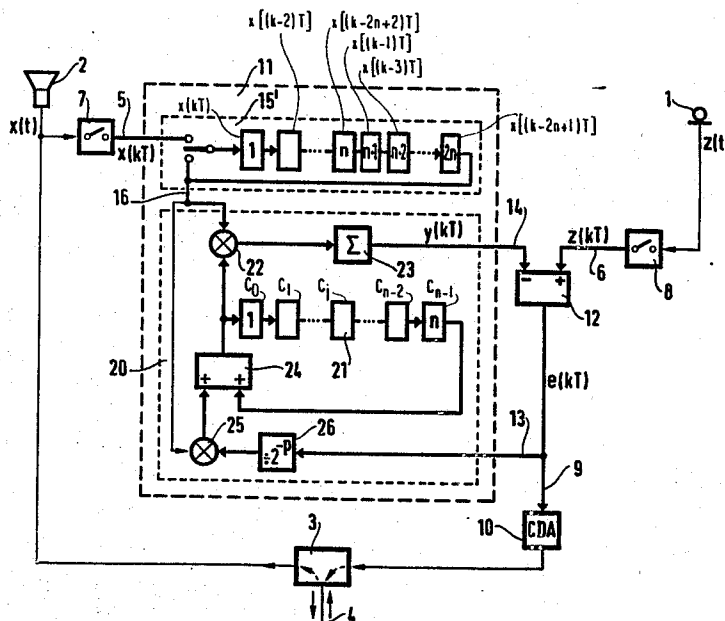 x[(k-2)T]
x[(k-2n+2)T]
x[(k-1)T]
x[(k-3)T]
11
2
7
5
15'
x(kT)
x[(k-2n+1)T]
1
x(t)
x(kT)
1
n
n-1
n-2
2n
z(t
16
22
Σ
23
y(kT)
14
z(kT)
6
8
- +
12
C0
C1
Ci
Cn-2
Cn-1
1
n
21
20
+ +
24
e(kT)
25
26
÷2-p
13
9
10
CDA
3
4